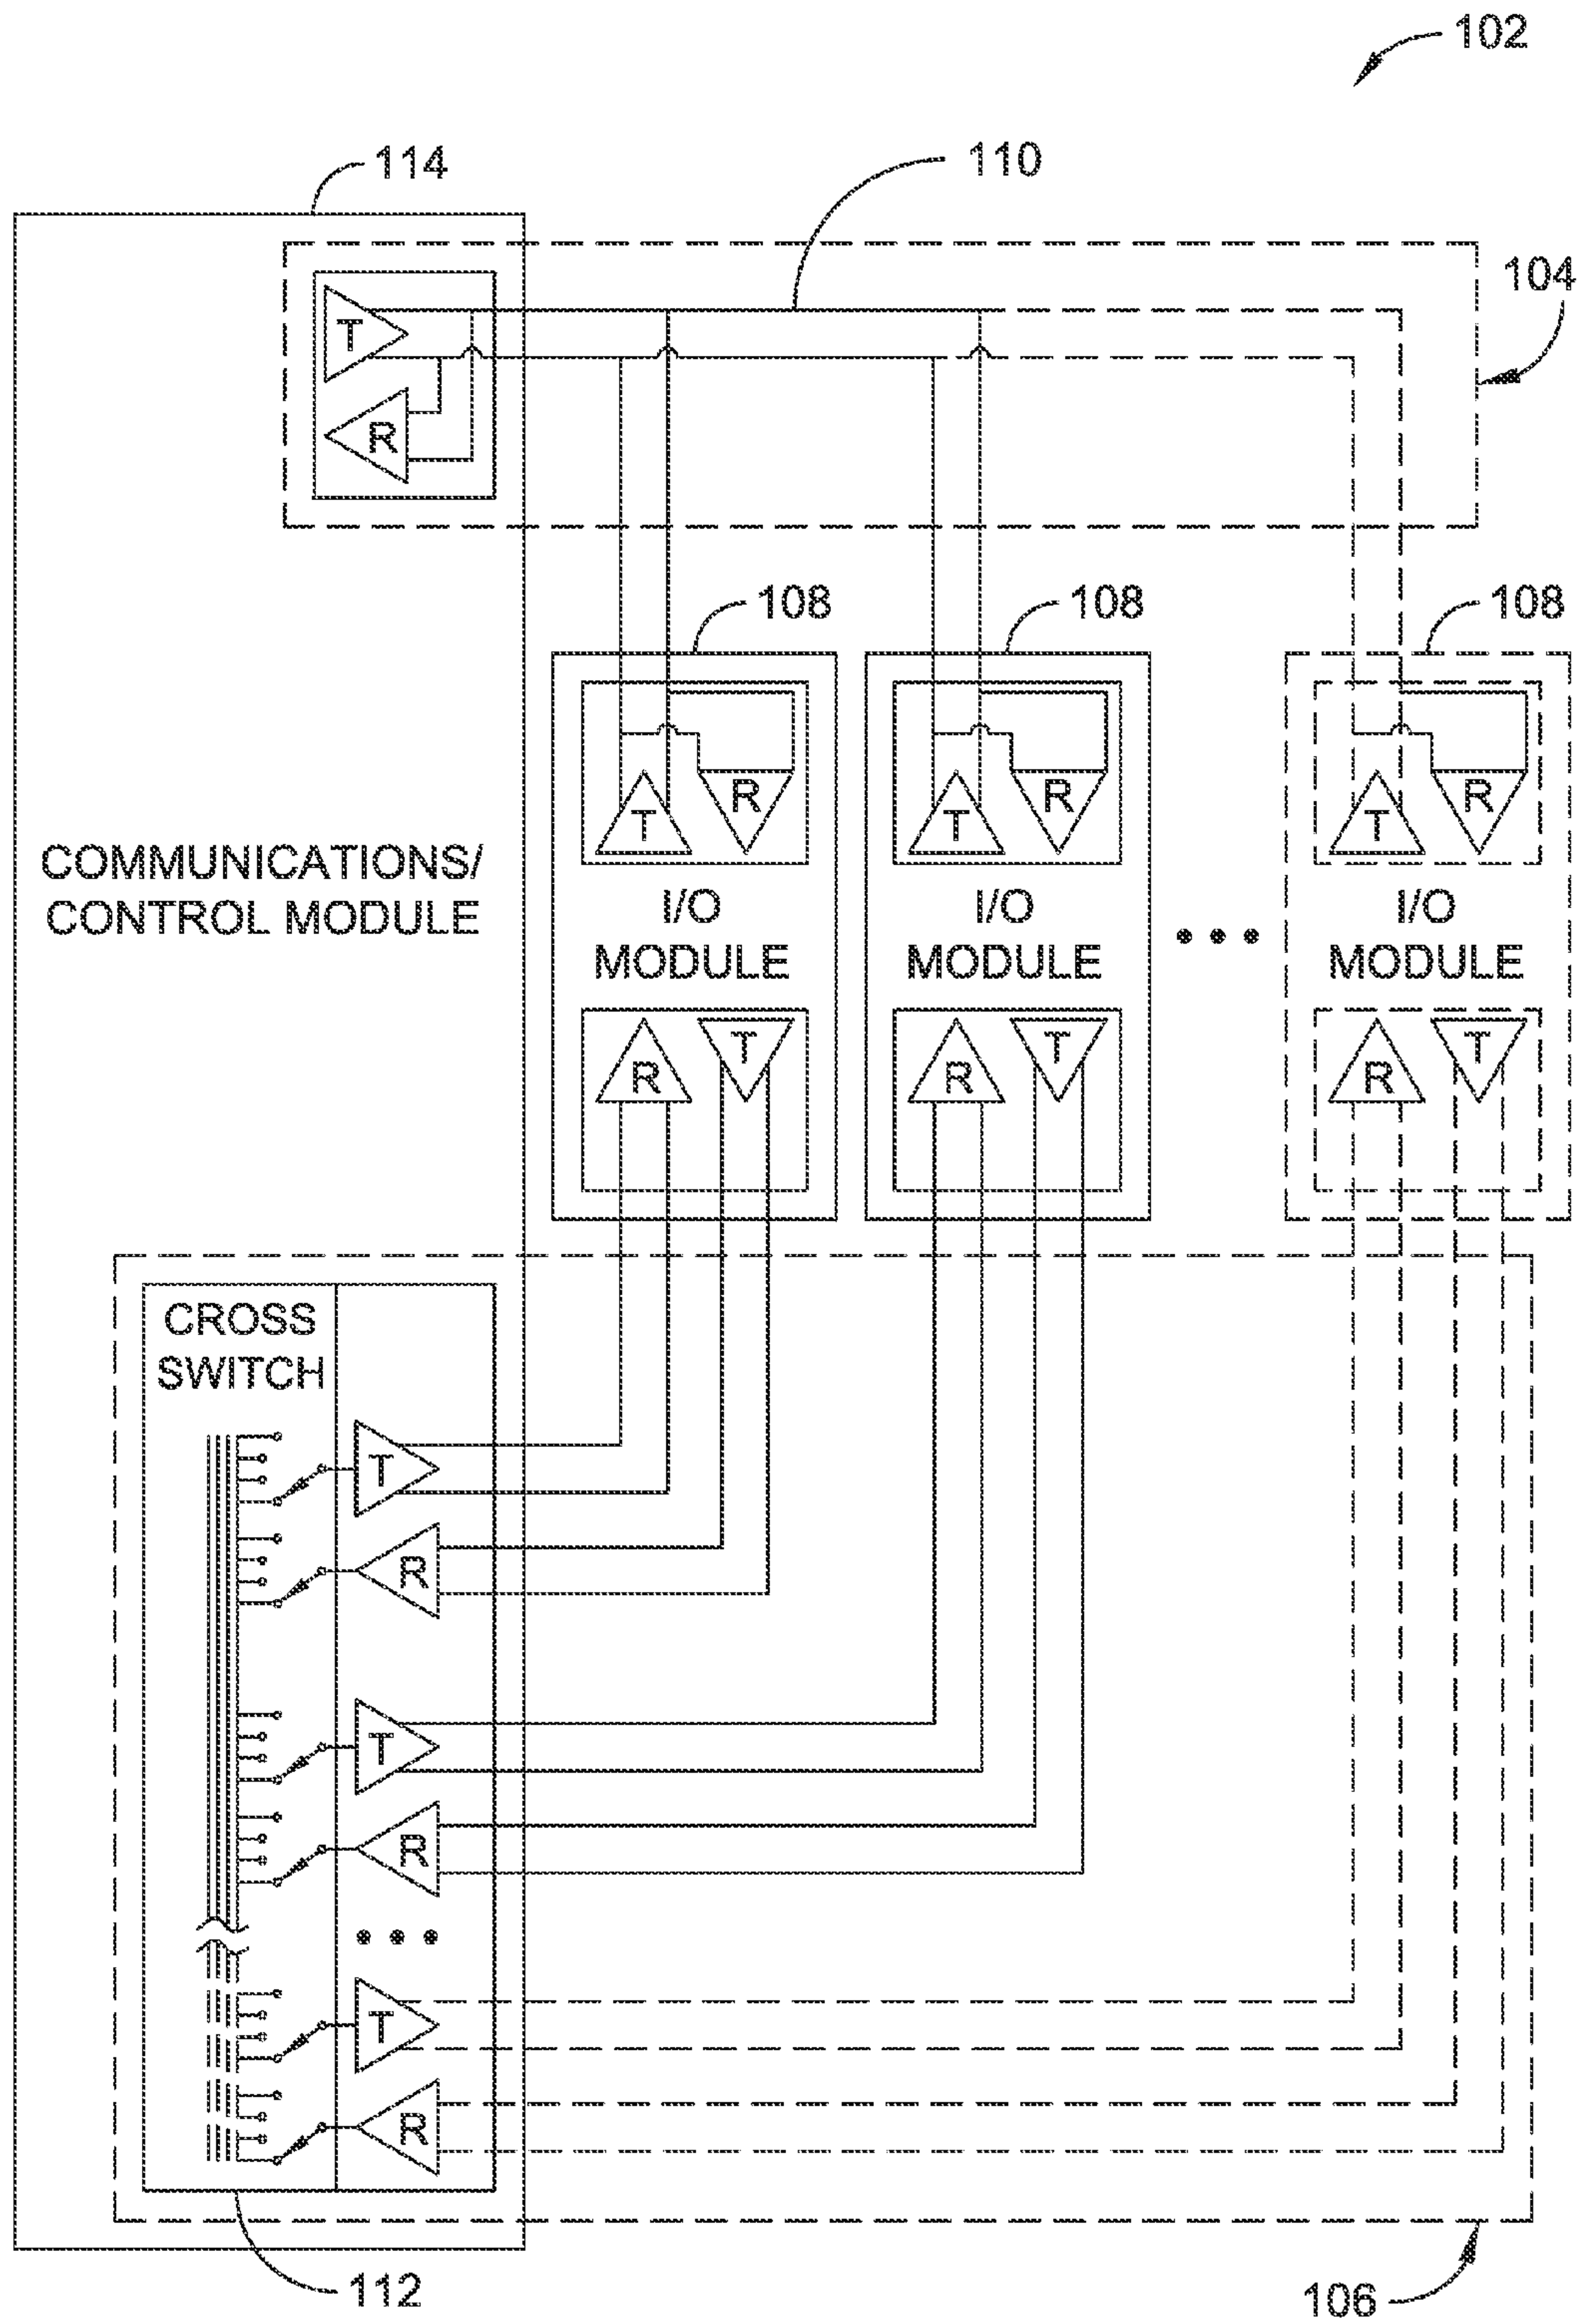 102
114
110
104
T
R
108
108
108
T
R
T
R
T
R
COMMUNICATIONS/
CONTROL MODULE
I/O
MODULE
I/O
MODULE
I/O
MODULE
R
T
R
T
R
T
CROSS
SWITCH
T
R
T
R
T
R
112
106